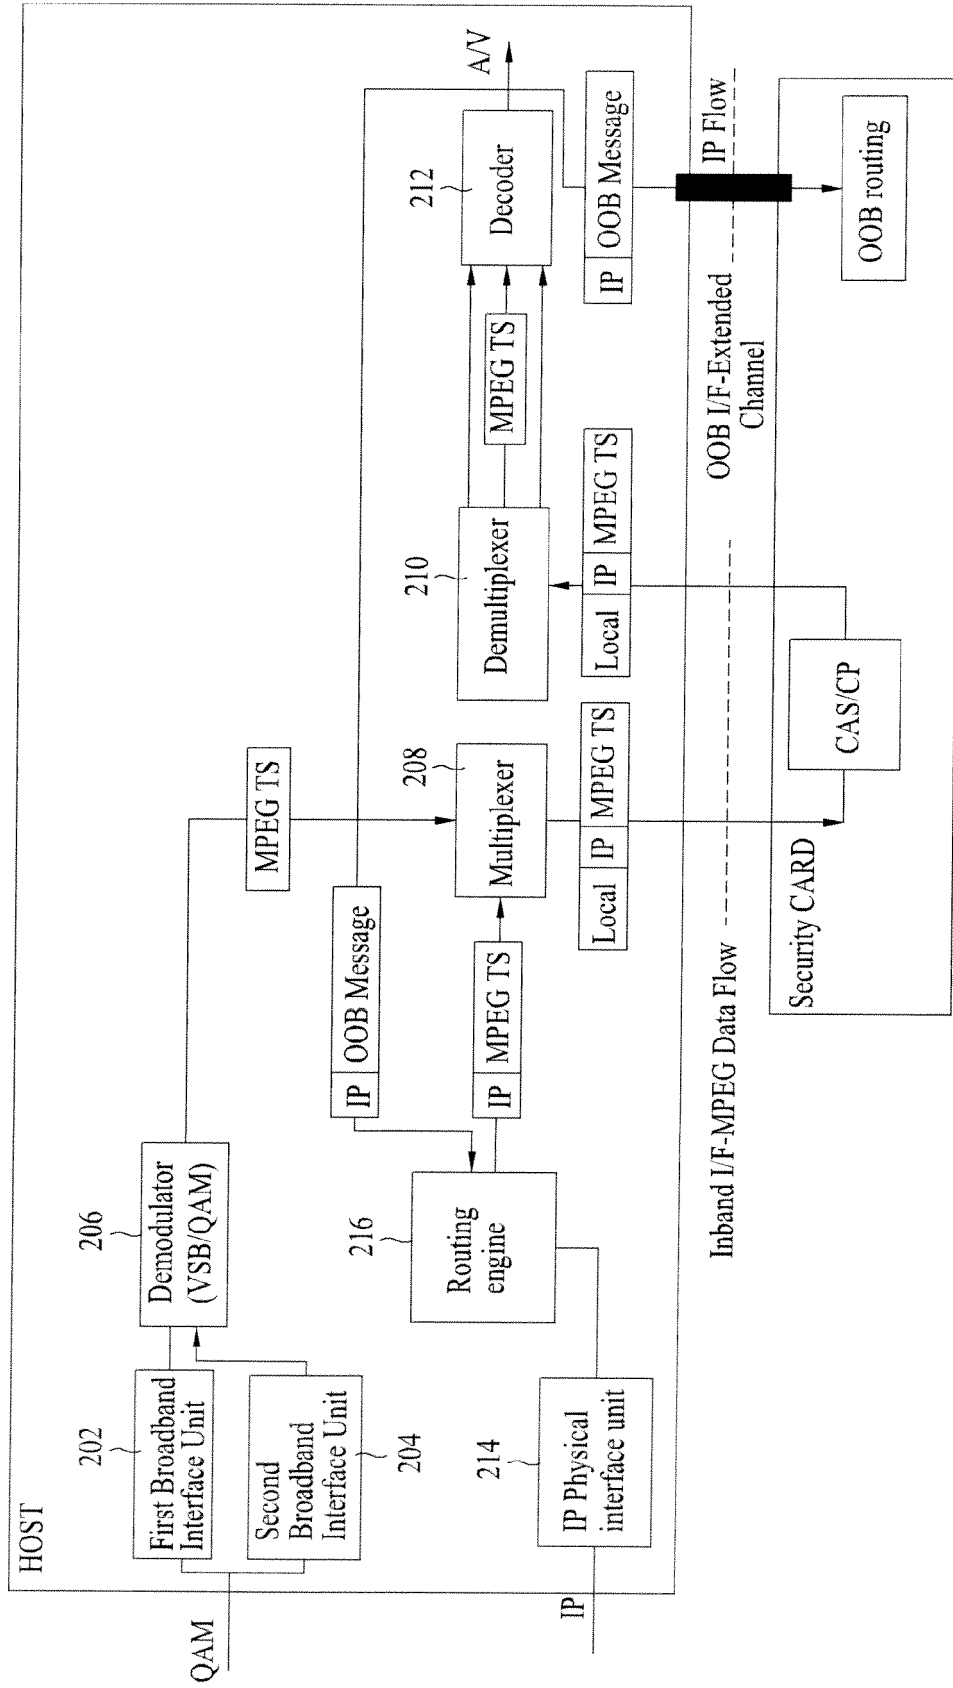 HOST
QAM
202
First Broadband
Interface Unit
Second
Broadband
Interface Unit
204
206
Demodulator
(VSB/QAM)
MPEG TS
IP
214
IP Physical
interface unit
216
Routing
engine
IP OOB Message
IP MPEG TS
208
Multiplexer
Local IP MPEG TS
210
Demultiplexer
Local IP MPEG TS
MPEG TS
212
Decoder
A/V
IP OOB Message
Inband I/F-MPEG Data Flow
OOB I/F-Extended
Channel
IP Flow
Security CARD
CAS/CP
OOB routing